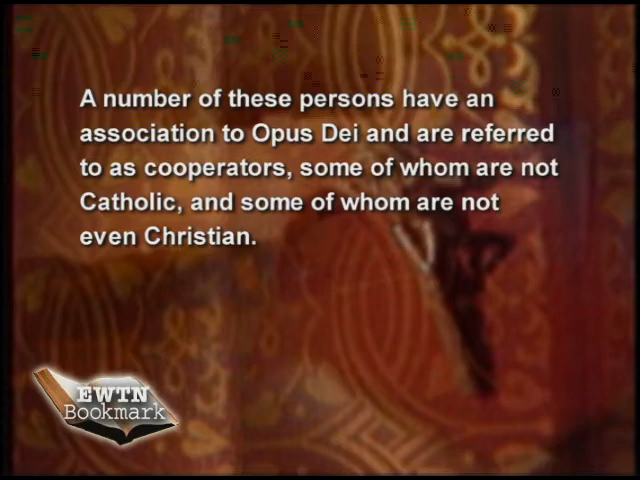 A number of these persons have an
association to Opus Dei and are referred
to as cooperators, some of whom are not
Catholic, and some of whom are not
even Christian.
EWTN
Bookmark